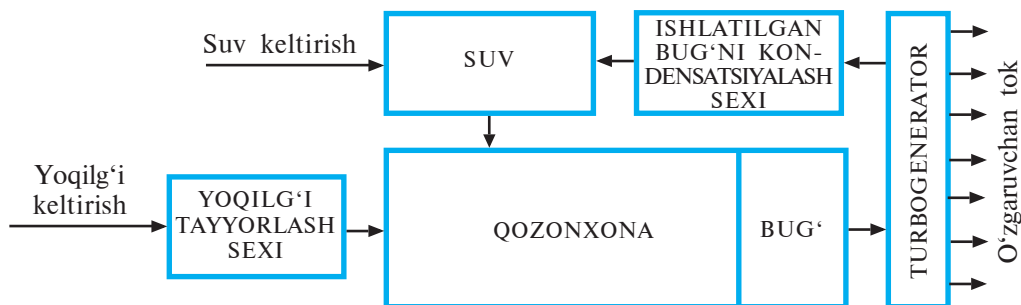 Suv keltirish
SUV
ISHLATILGAN
BUG‘NI KON-
DENSATSIYALASH
SEXI
TURBOGENERATOR
O‘zgaruvchan tok
Yoqilg‘i
keltirish
YOQILG‘I
TAYYORLASH
SEXI
QOZONXONA
BUG‘